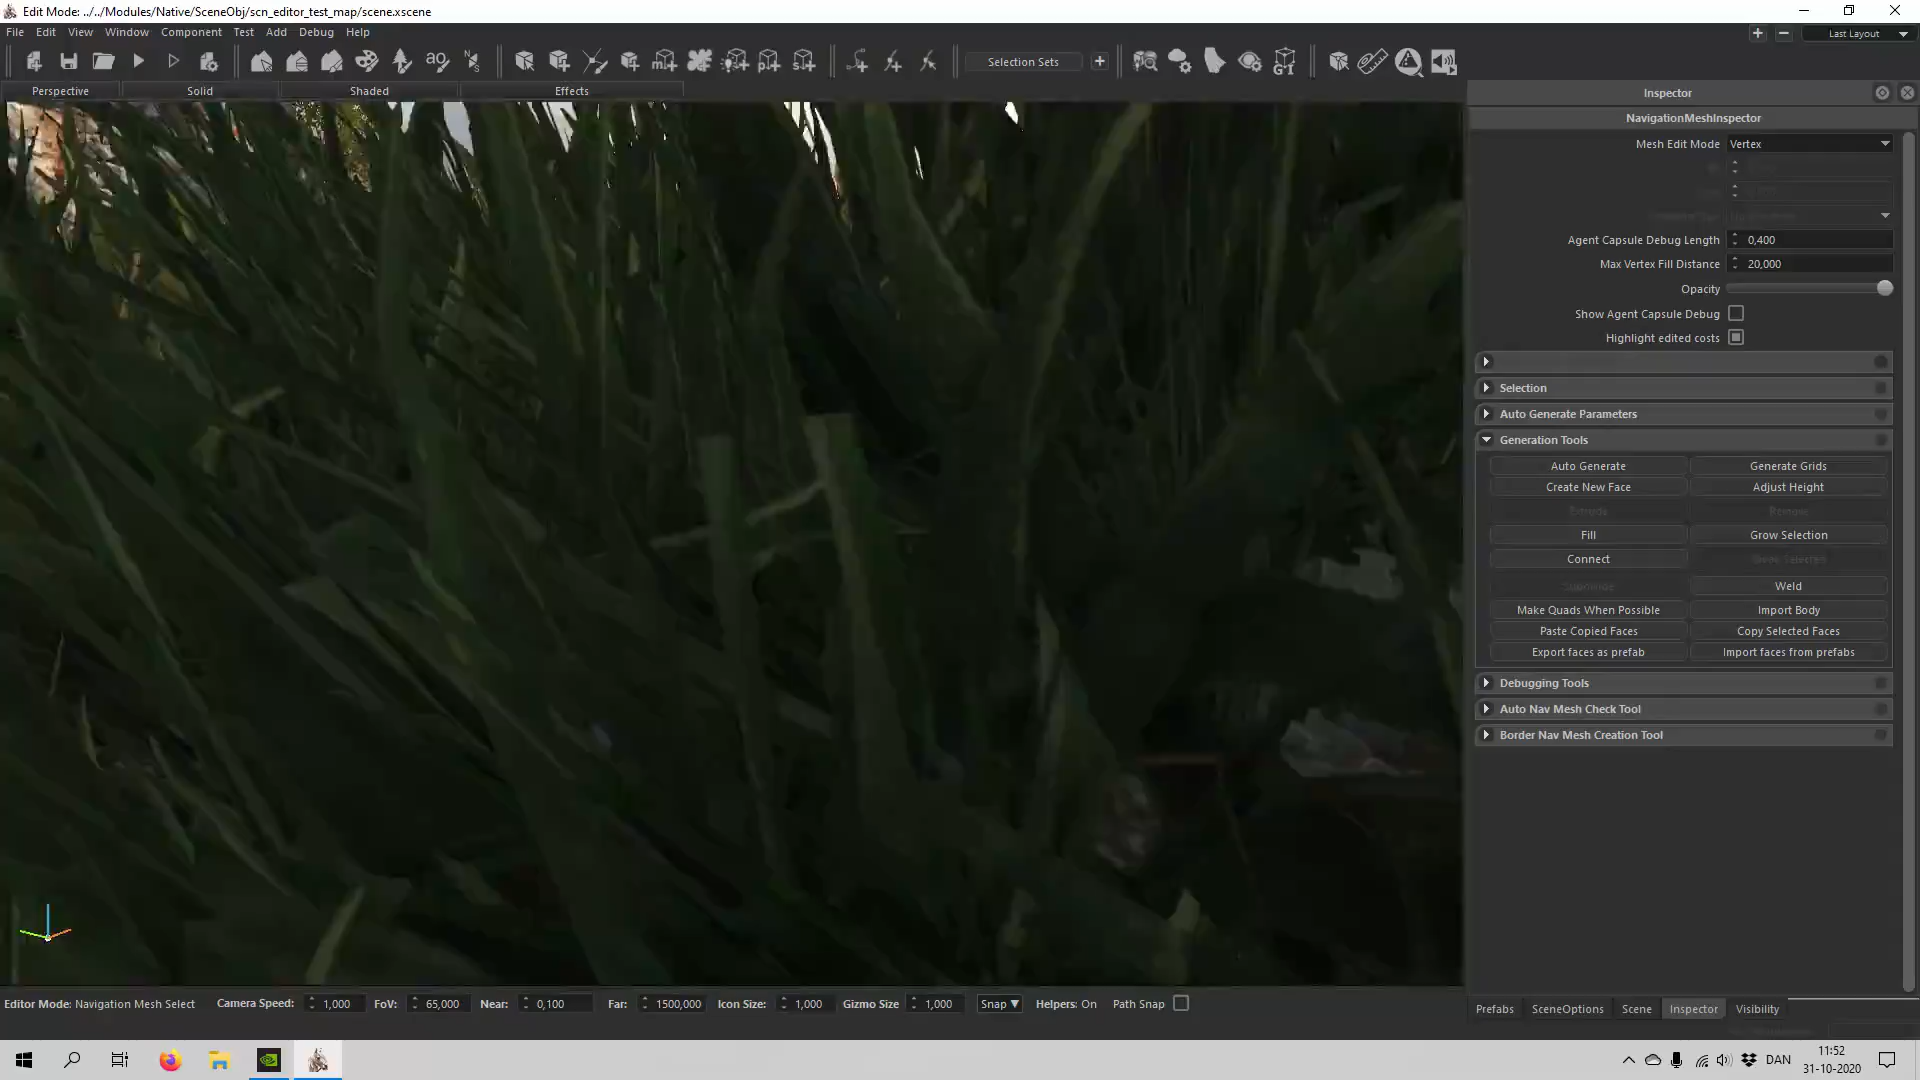 Edit Mode: ../../Modules/Native/SceneObj/scn_editor_test_map/scene.xscene
File Edit View Window Component Test Add Debug Help
Last Layout
Selection Sets
Perspective Solid Shaded Effects
Inspector
NavigationMeshInspector
Mesh Edit Mode Vertex
Agent Capsule Debug Length 0,400
Max Vertex Fill Distance 20,000
Opacity
Show Agent Capsule Debug
Highlight edited costs
Selection
Auto Generate Parameters
Generation Tools
Auto Generate Generate Grids
Create New Face Adjust Height
Extrude Remove
Fill Grow Selection
Connect
Subdivide Weld
Make Quads When Possible Import Body
Paste Copied Faces Copy Selected Faces
Export faces as prefab Import faces from prefabs
Debugging Tools
Auto Nav Mesh Check Tool
Border Nav Mesh Creation Tool
Editor Mode: Navigation Mesh Select Camera Speed: 1,000 FoV: 65,000 Near: 0,100 Far: 1500,000 Icon Size: 1,000 Gizmo Size 1,000 Snap Helpers: On Path Snap
Prefabs SceneOptions Scene Inspector Visibility
DAN
11:52
31-10-2020